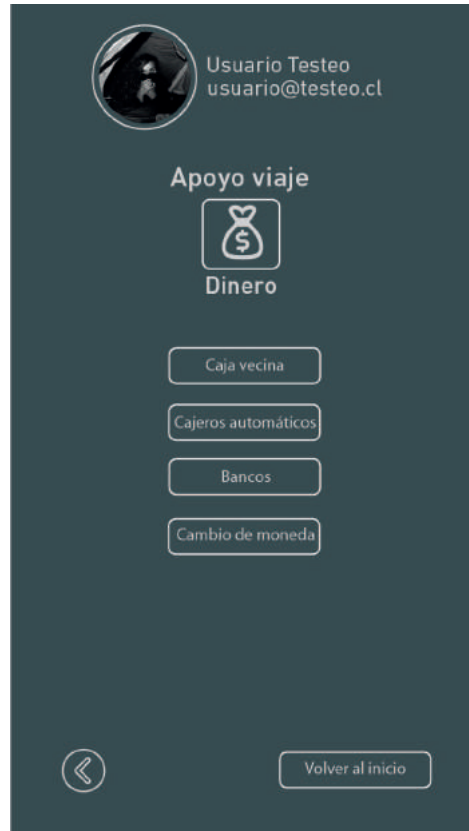 Usuario Testeo
usuario@testeo.cl
Apoyo viaje
$
Dinero
Caja vecina
Cajeros automáticos
Bancos
Cambio de moneda
Volver al inicio